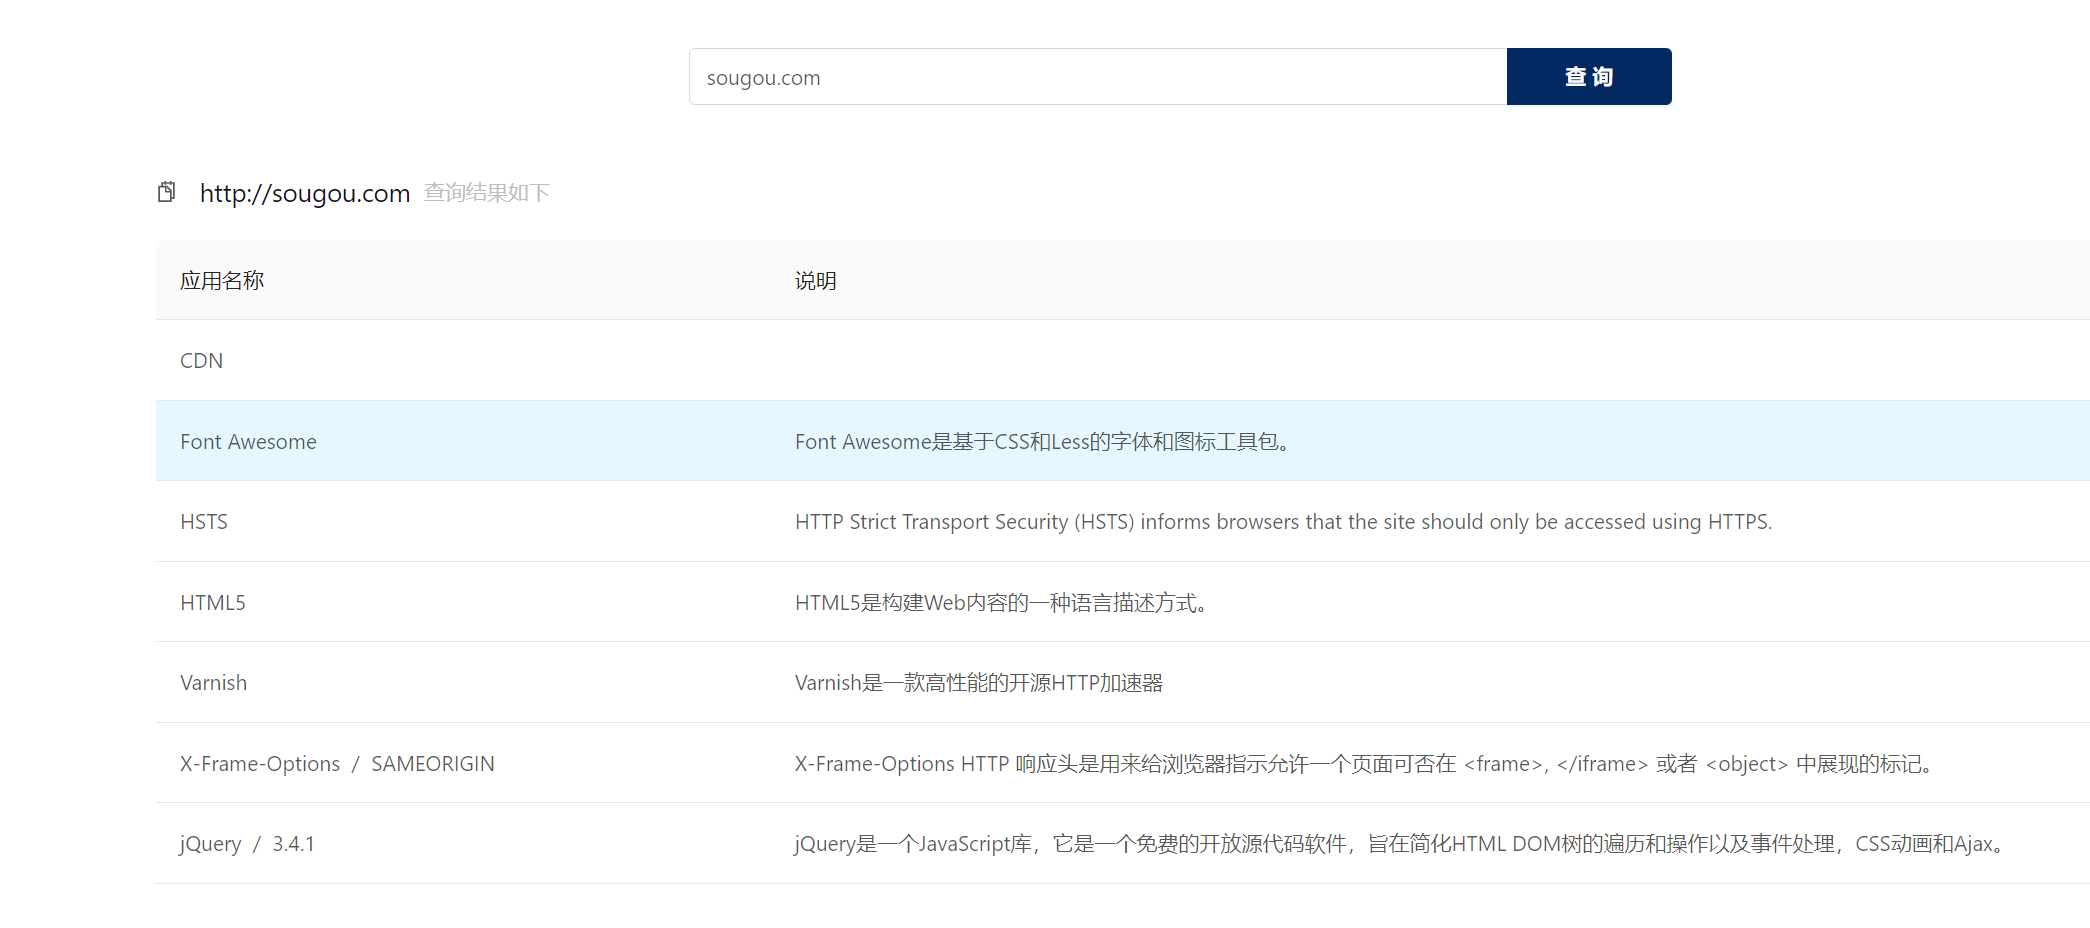 sougou.com
查 询
http://sougou.com 查询结果如下
应用名称 说明
CDN
Font Awesome Font Awesome是基于CSS和Less的字体和图标工具包。
HSTS HTTP Strict Transport Security (HSTS) informs browsers that the site should only be accessed using HTTPS.
HTML5 HTML5是构建Web内容的一种语言描述方式。
Varnish Varnish是一款高性能的开源HTTP加速器
X-Frame-Options / SAMEORIGIN X-Frame-Options HTTP 响应头是用来给浏览器指示允许一个页面可否在 <frame>, </iframe> 或者 <object> 中展现的标记。
jQuery / 3.4.1 jQuery是一个JavaScript库，它是一个免费的开放源代码软件，旨在简化HTML DOM树的遍历和操作以及事件处理，CSS动画和Ajax。